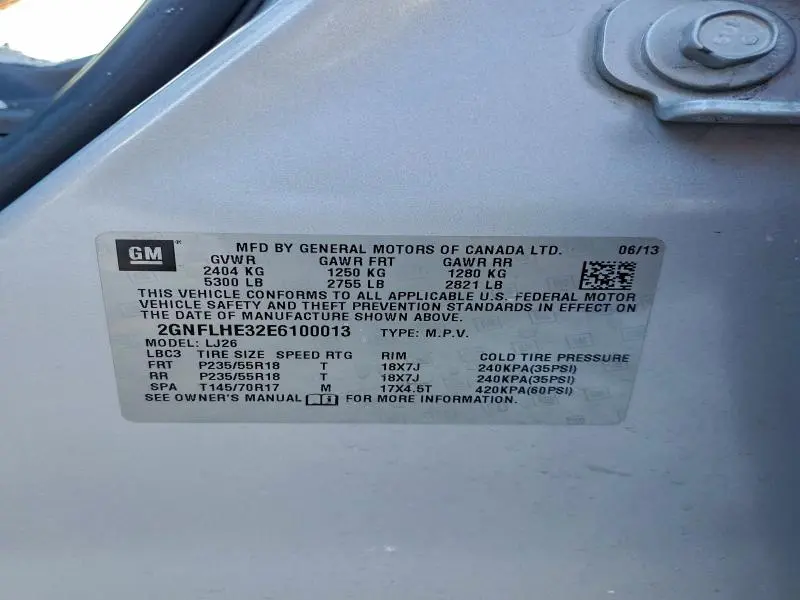 GM ® MFD BY GENERAL MOTORS OF CANADA LTD. 06/13
GVWR GAWR FRT GAWR RR
2404 KG 1250 KG 1280 KG
5300 LB 2755 LB 2821 LB
THIS VEHICLE CONFORMS TO ALL APPLICABLE U.S. FEDERAL MOTOR
VEHICLE SAFETY AND THEFT PREVENTION STANDARDS IN EFFECT ON
THE DATE OF MANUFACTURE SHOWN ABOVE.
2GNFLHE32E6100013 TYPE: M.P.V.
MODEL: LJ26
LBC3 TIRE SIZE SPEED RTG RIM COLD TIRE PRESSURE
FRT P235/55R18 T 18X7J 240KPA(35PSI)
RR P235/55R18 T 18X7J 240KPA(35PSI)
SPA T145/70R17 M 17X4.5T 420KPA(60PSI)
SEE OWNER'S MANUAL FOR MORE INFORMATION.